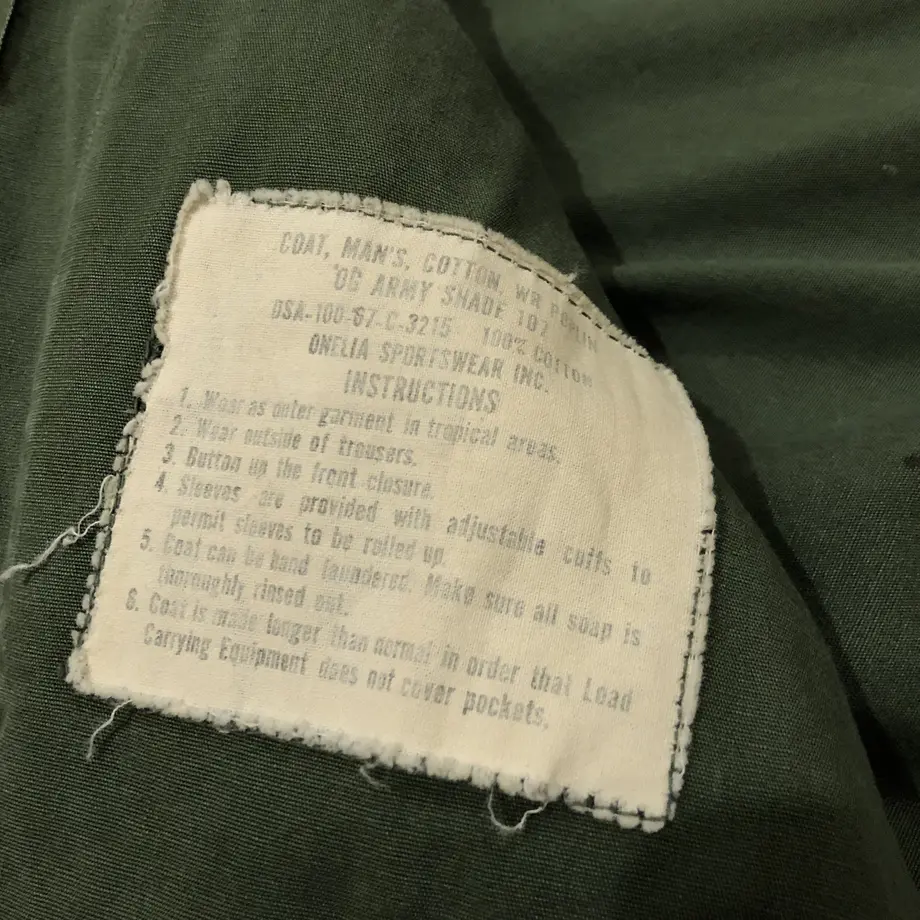 COAT, MAN'S, COTTON, WR POPLIN
OG ARMY SHADE 107
DSA-100-67-C-3215 100% COTTON
ONELIA SPORTSWEAR INC.
INSTRUCTIONS
1. Wear as outer garment in tropical areas.
2. Wear outside of trousers.
3. Button up the front closure.
4. Sleeves are provided with adjustable cuffs to
permit sleeves to be rolled up.
5. Coat can be hand laundered. Make sure all soap is
thoroughly rinsed out.
6. Coat is made longer than normal in order that Load
Carrying Equipment does not cover pockets.